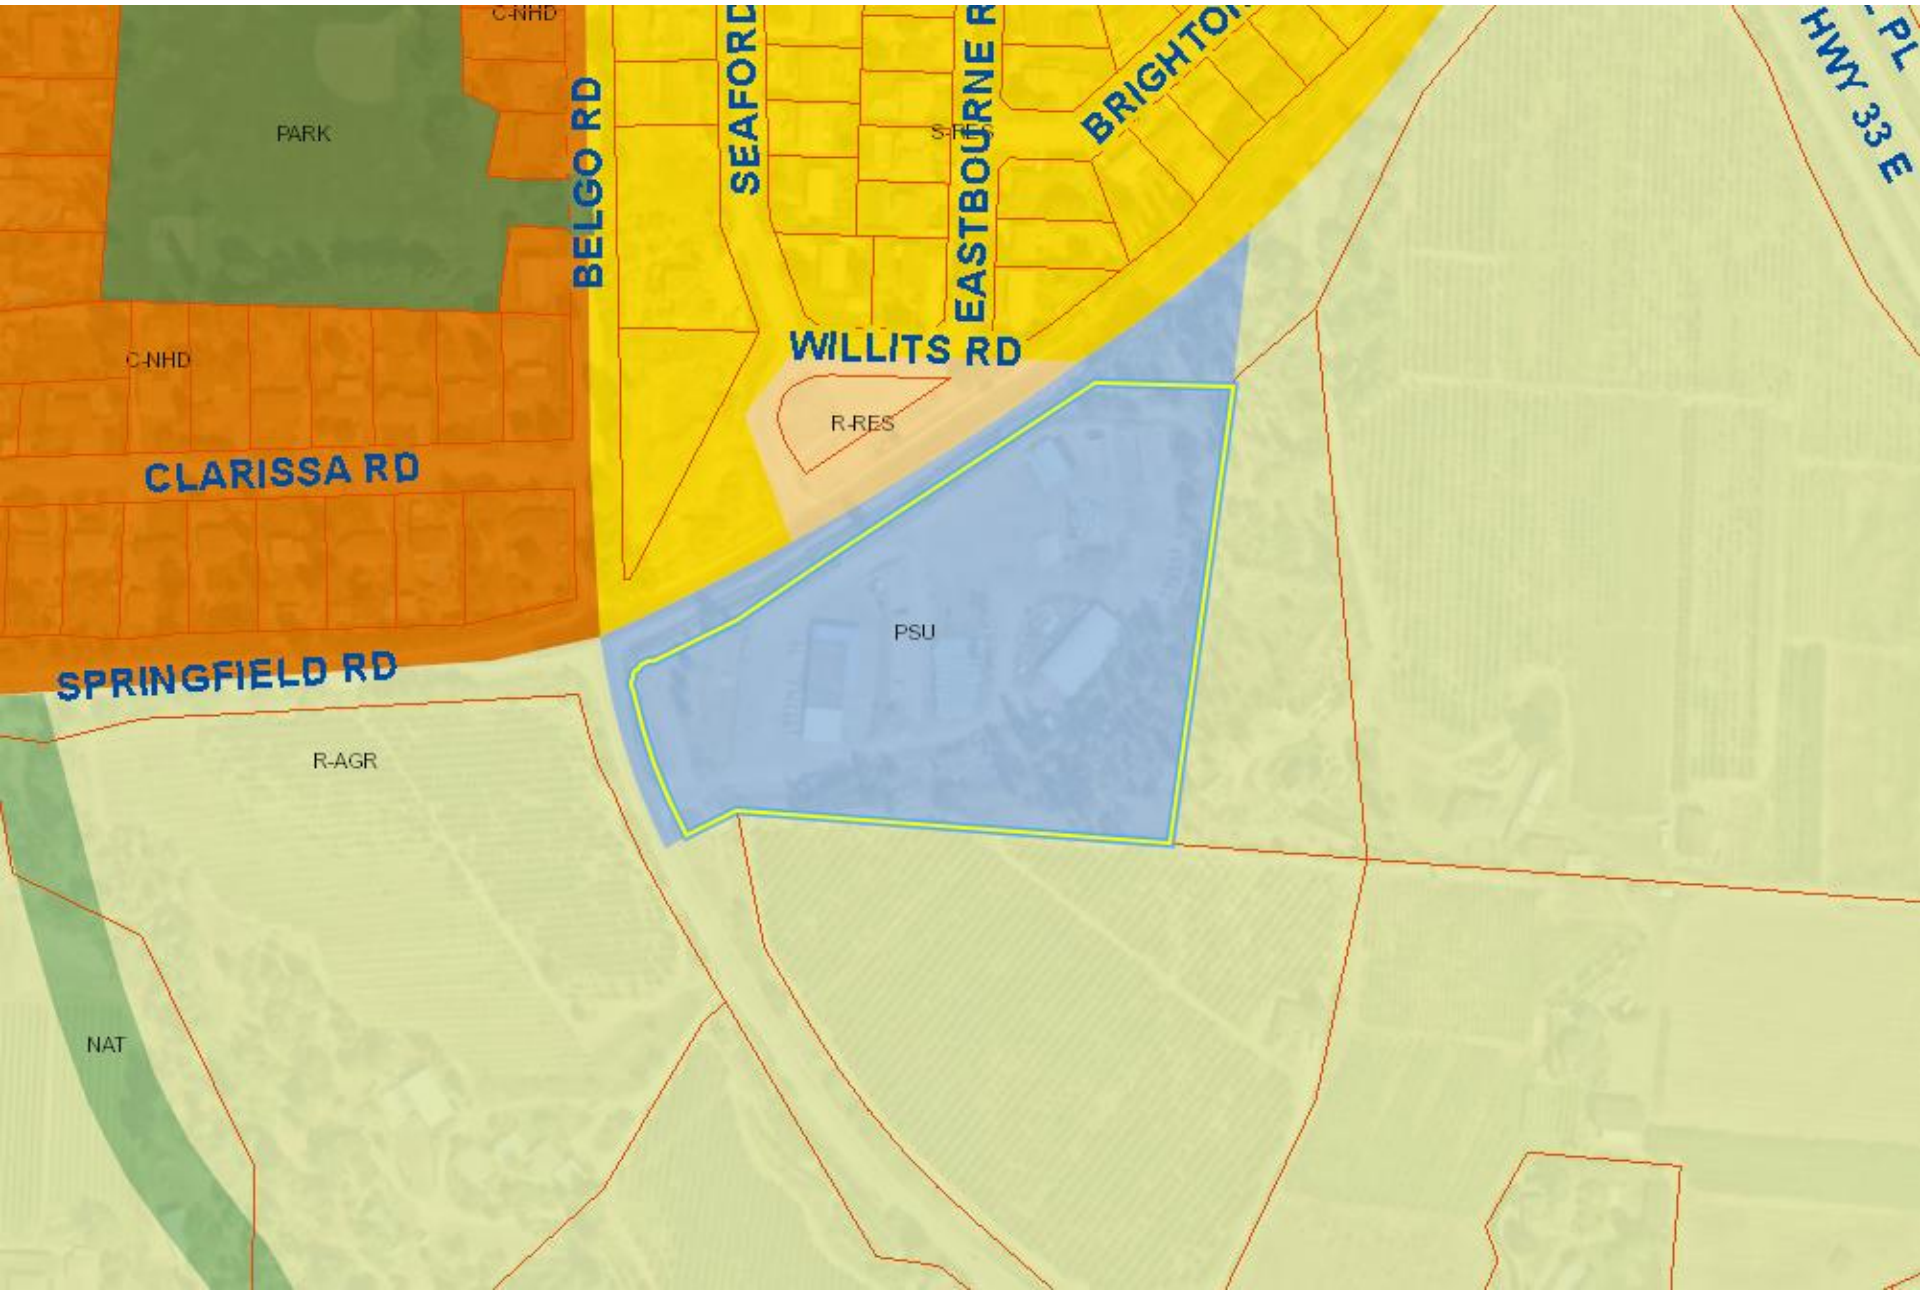 C-NHD
SEAFORD
EASTBOURNE R
BRIGHTON
PL
HWY 33 E
PARK
S-RES
BELGO RD
WILLITS RD
C-NHD
R-RES
CLARISSA RD
PSU
SPRINGFIELD RD
R-AGR
NAT